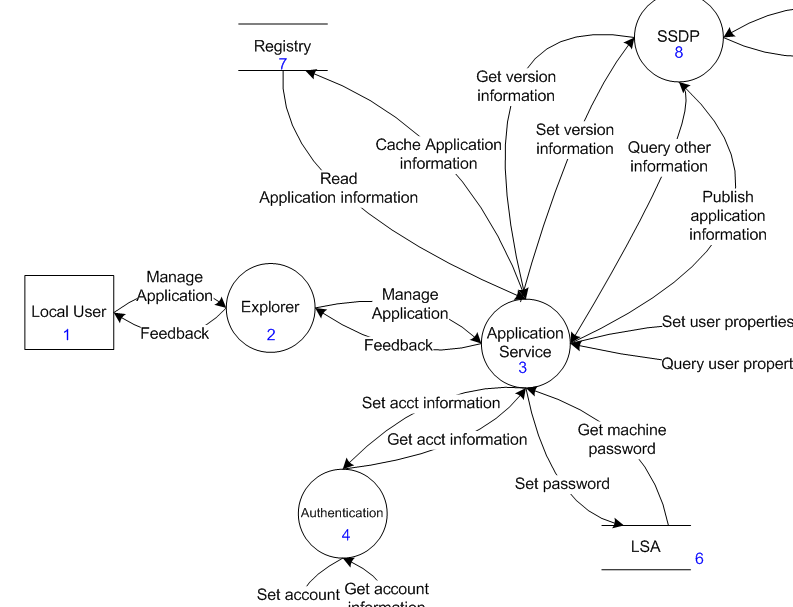 Registry
7
SSDP
8
Get version
information
Set version
information
Query other
information
Publish
application
information
Cache Application
information
Read
Application information
Local User
1
Manage
Application
Feedback
Explorer
2
Manage
Application
Feedback
Application
Service
3
Set user properties
Query user propert
Set acct information
Get acct information
Get machine
password
Set password
Authentication
4
LSA
6
Set account
Get account
information